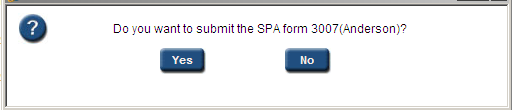 Do you want to submit the SPA form 3007(Anderson)?
Yes No